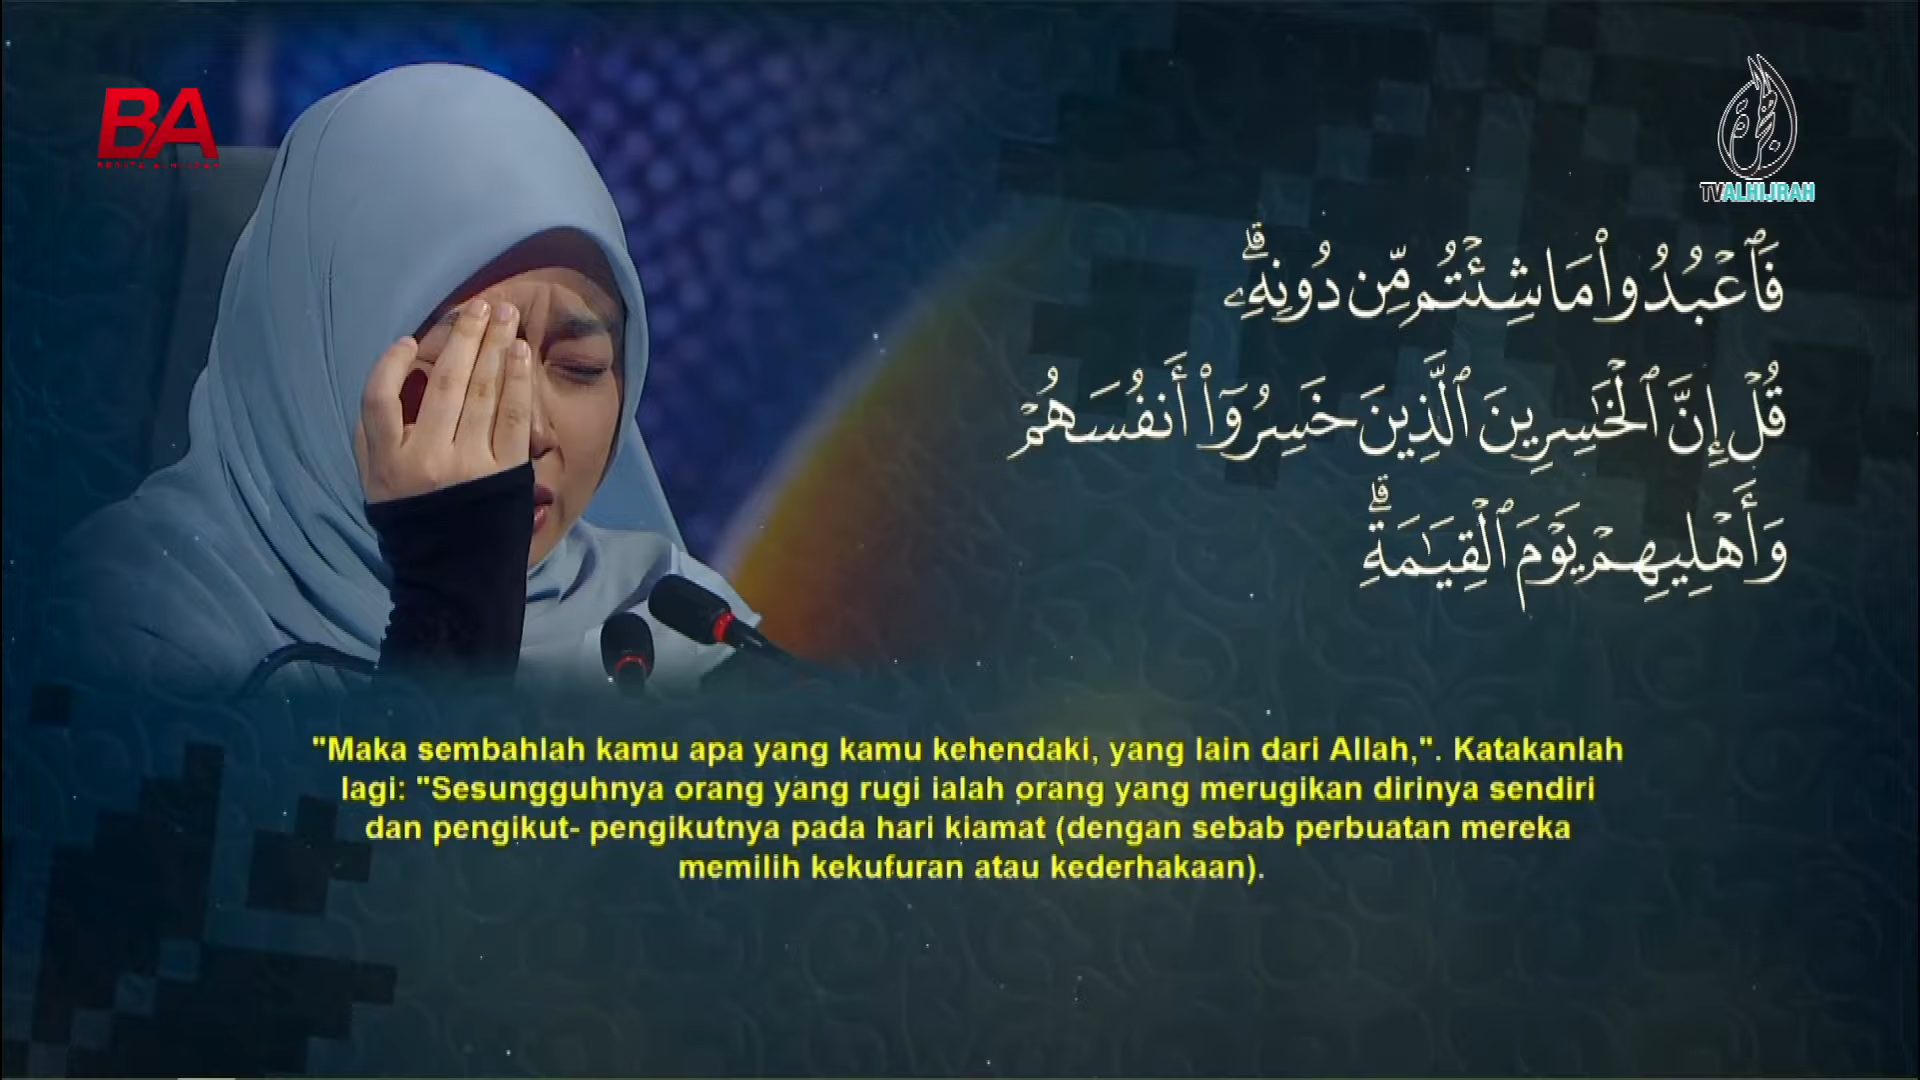 BA
BERITA ALHIJRAH
TVALHIJRAH
فَٱعْبُدُوا۟ مَا شِئْتُم مِّن دُونِهِۦ ۗ
قُلْ إِنَّ ٱلْخَـٰسِرِينَ ٱلَّذِينَ خَسِرُوٓا۟ أَنفُسَهُمْ
وَأَهْلِيهِمْ يَوْمَ ٱلْقِيَـٰمَةِ ۗ
"Maka sembahlah kamu apa yang kamu kehendaki, yang lain dari Allah,". Katakanlah
lagi: "Sesungguhnya orang yang rugi ialah orang yang merugikan dirinya sendiri
dan pengikut- pengikutnya pada hari kiamat (dengan sebab perbuatan mereka
memilih kekufuran atau kederhakaan).